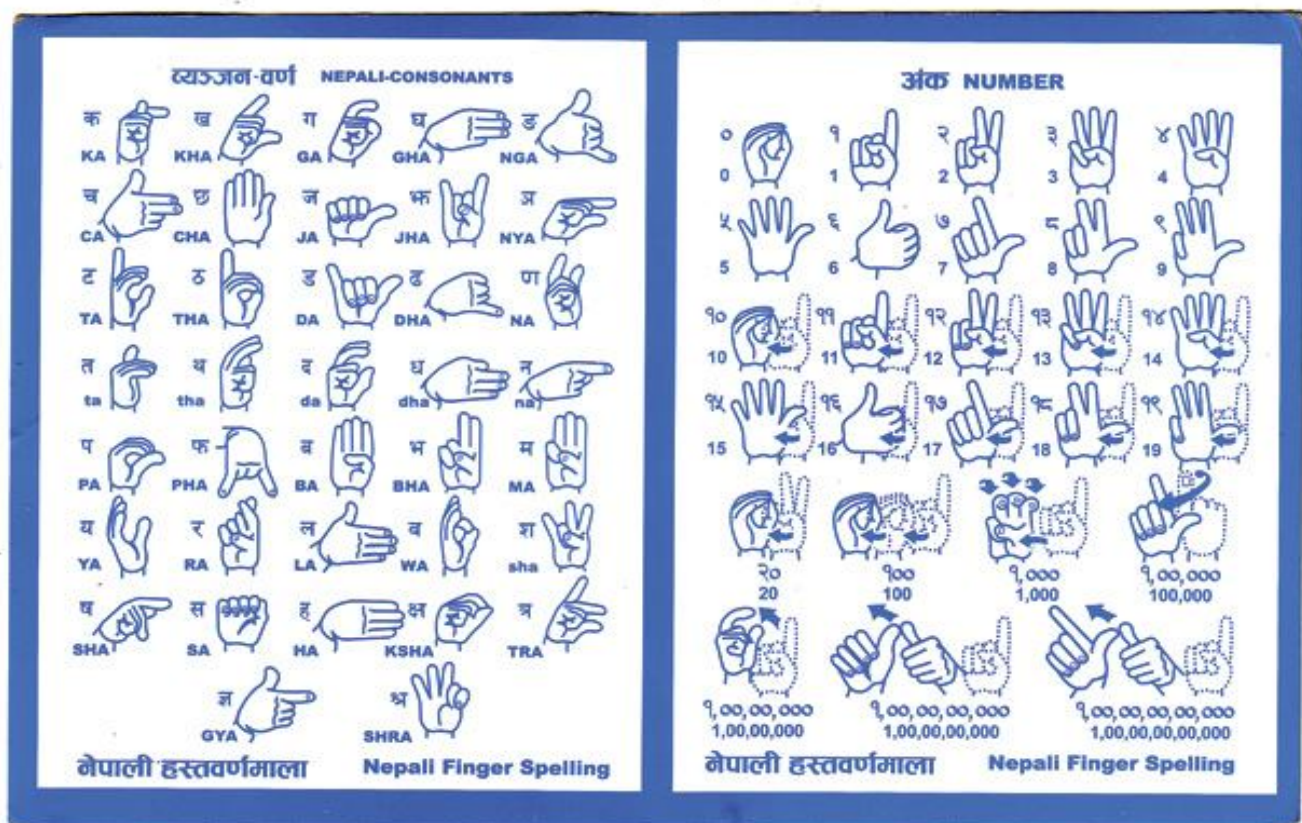 व्यञ्जन-वर्ण NEPALI-CONSONANTS
क ख ग घ ङ
KA KHA GA GHA NGA
च छ ज झ ञ
CA CHA JA JHA NYA
ट ठ ड ढ ण
TA THA DA DHA NA
त थ द ध न
ta tha da dha na
प फ ब भ म
PA PHA BA BHA MA
य र ल व श
YA RA LA WA sha
ष स ह क्ष त्र
SHA SA HA KSHA TRA
ज्ञ श्र
GYA SHRA
नेपाली हस्तवर्णमाला Nepali Finger Spelling
अंक NUMBER
० १ २ ३ ४
0 1 2 3 4
५ ६ ७ ८ ९
5 6 7 8 9
१० ११ १२ १३ १४
10 11 12 13 14
१५ १६ १७ १८ १९
15 16 17 18 19
२० १०० १,००० १,००,०००
20 100 1,000 100,000
१,००,००,००० १,००,००,००,००० १,००,००,००,००,०००
1,00,00,000 1,00,00,00,000 1,00,00,00,00,000
नेपाली हस्तवर्णमाला Nepali Finger Spelling